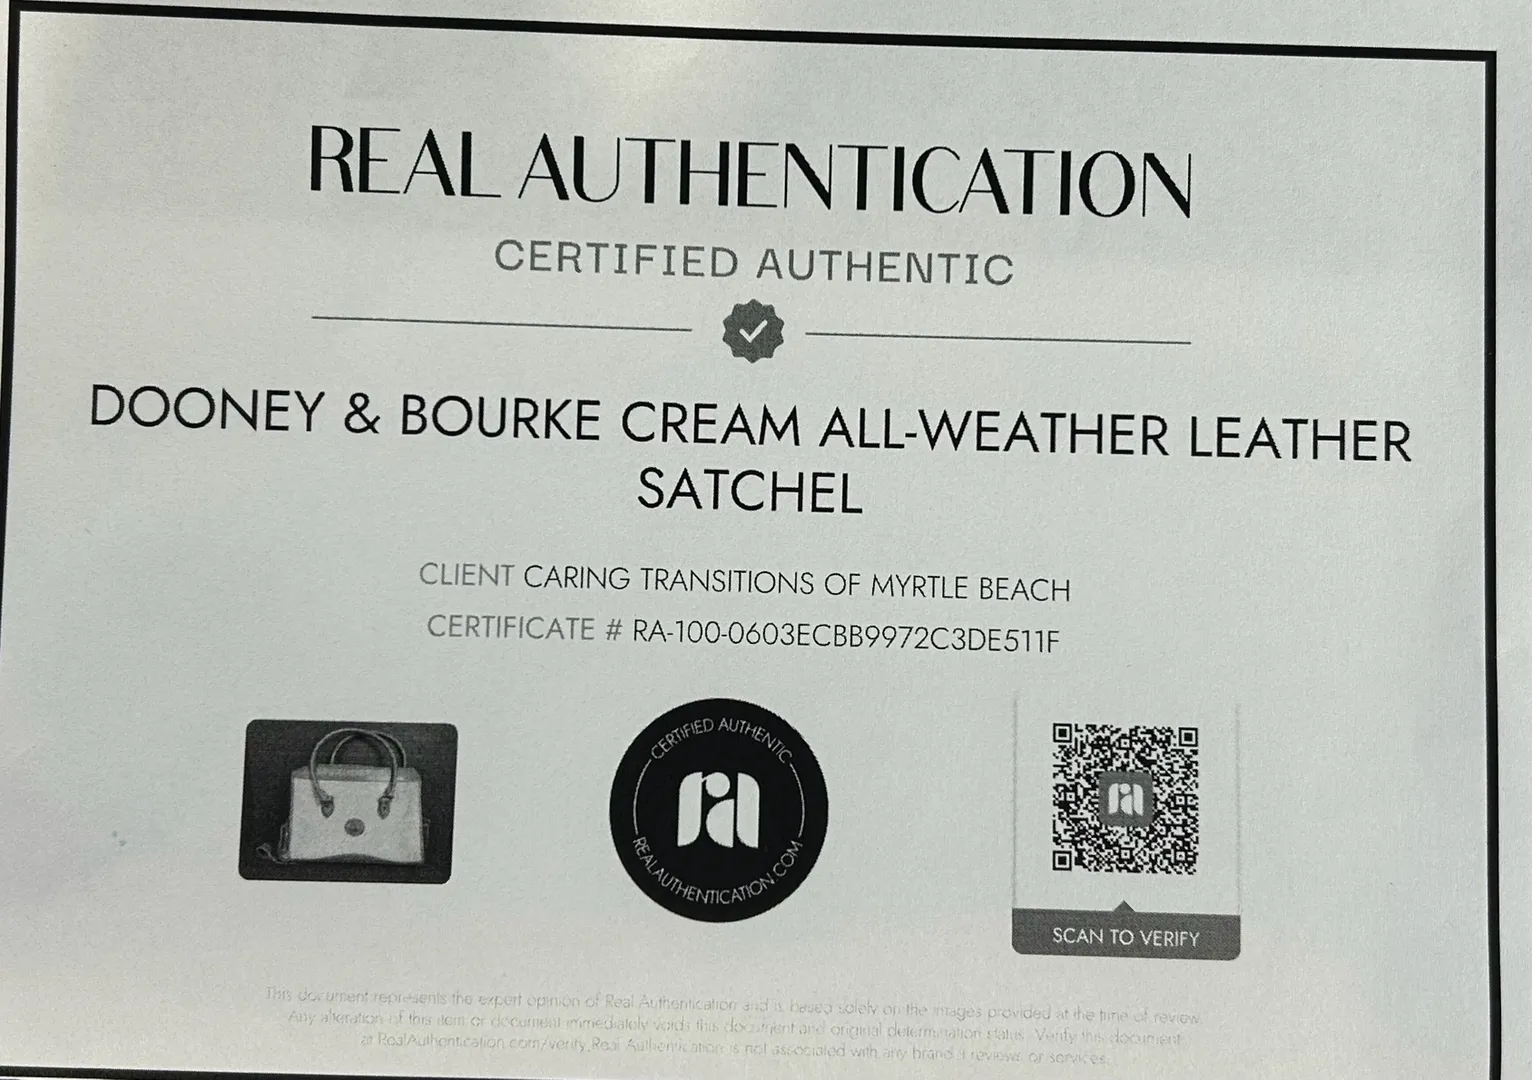 REAL AUTHENTICATION
CERTIFIED AUTHENTIC
DOONEY & BOURKE CREAM ALL-WEATHER LEATHER
SATCHEL
CLIENT CARING TRANSITIONS OF MYRTLE BEACH
CERTIFICATE # RA-100-0603ECBB9972C3DE511F
CERTIFIED AUTHENTIC
ra
REALAUTHENTICATION.COM
ra
SCAN TO VERIFY
This document represents the expert opinion of Real Authentication and is based solely on the images provided at the time of review.
Any alteration of this item or document immediately voids this document and original determination status. Verify this document
at RealAuthentication.com/verify. Real Authentication is not associated with any brand reviews or services.